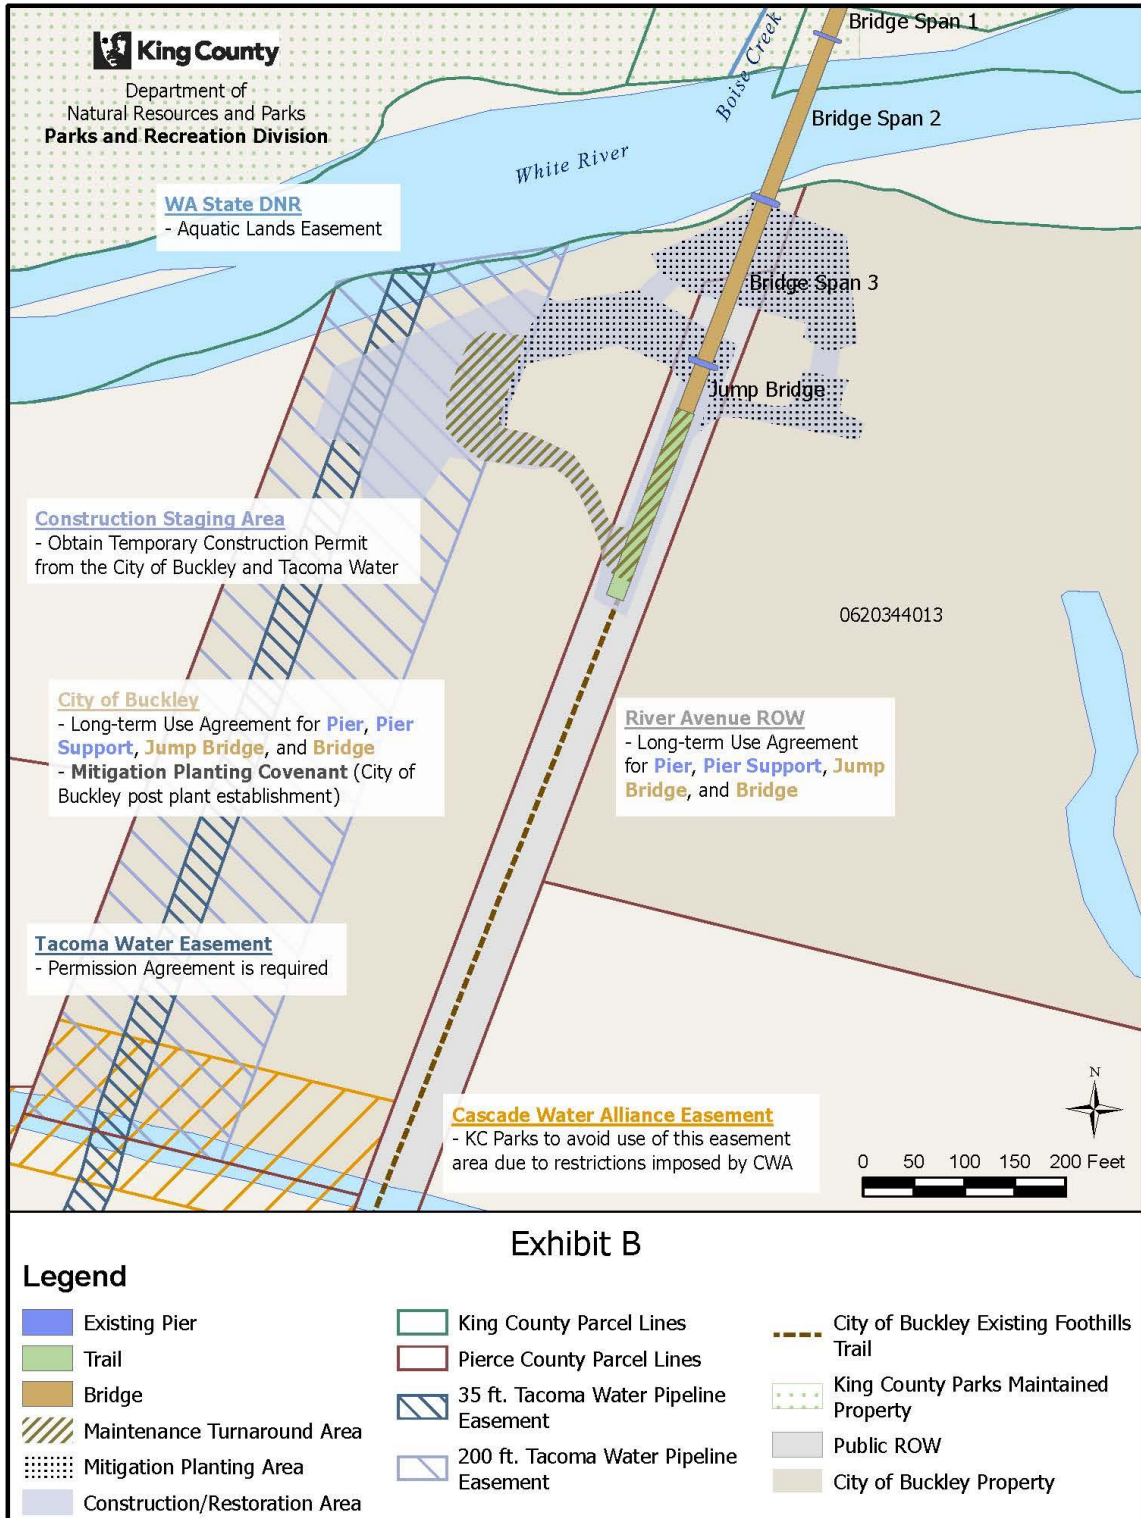 King County
Department of
Natural Resources and Parks
Parks and Recreation Division
Boise Creek
Bridge Span 1
Bridge Span 2
White River
WA State DNR
- Aquatic Lands Easement
Bridge Span 3
Jump Bridge
Construction Staging Area
- Obtain Temporary Construction Permit
from the City of Buckley and Tacoma Water
0620344013
City of Buckley
- Long-term Use Agreement for Pier, Pier
Support, Jump Bridge, and Bridge
- Mitigation Planting Covenant (City of
Buckley post plant establishment)
River Avenue ROW
- Long-term Use Agreement
for Pier, Pier Support, Jump
Bridge, and Bridge
Tacoma Water Easement
- Permission Agreement is required
Cascade Water Alliance Easement
- KC Parks to avoid use of this easement
area due to restrictions imposed by CWA
N
0 50 100 150 200 Feet
Exhibit B
Legend
Existing Pier
Trail
Bridge
Maintenance Turnaround Area
Mitigation Planting Area
Construction/Restoration Area
King County Parcel Lines
Pierce County Parcel Lines
35 ft. Tacoma Water Pipeline
Easement
200 ft. Tacoma Water Pipeline
Easement
City of Buckley Existing Foothills
Trail
King County Parks Maintained
Property
Public ROW
City of Buckley Property